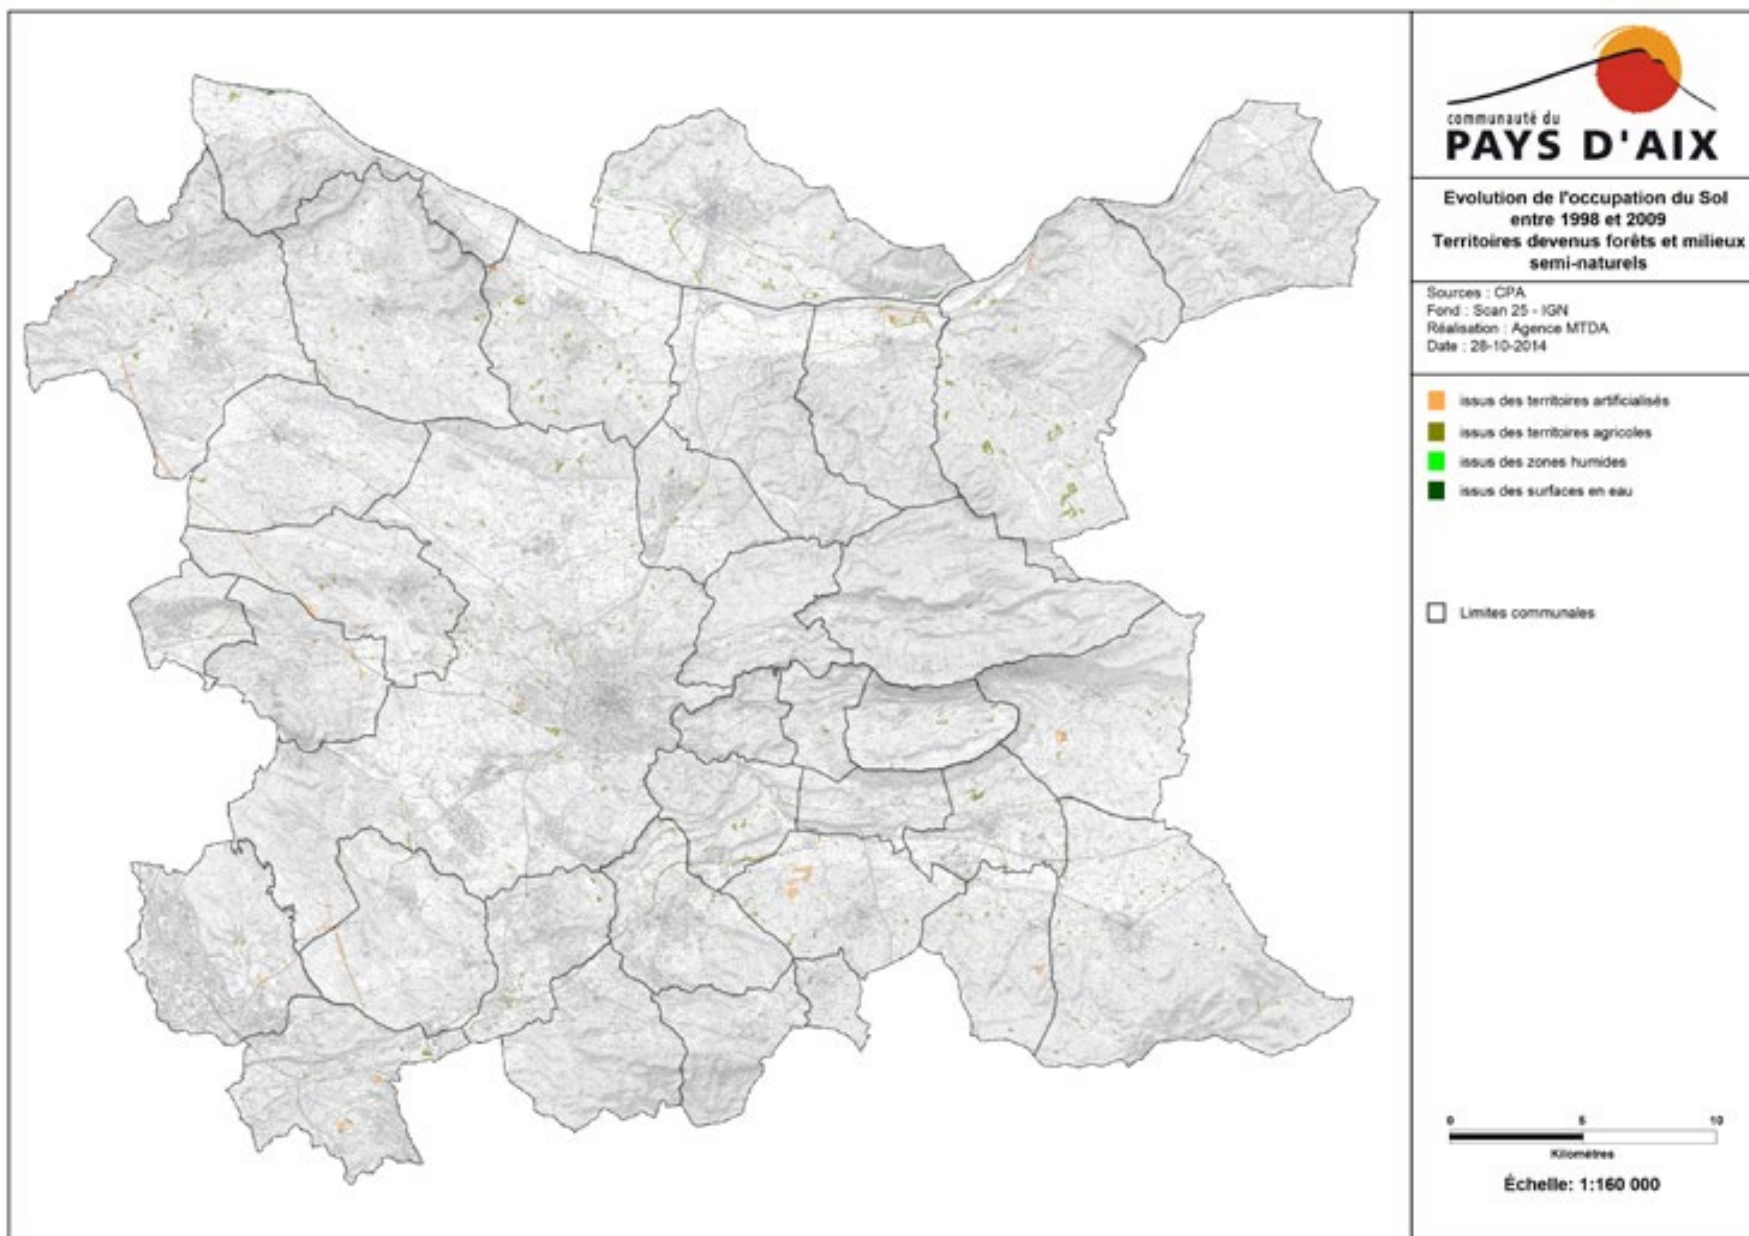 communauté du
PAYS D'AIX
Evolution de l'occupation du Sol
entre 1998 et 2009
Territoires devenus forêts et milieux
semi-naturels
Sources : CPA
Fond : Scan 25 - IGN
Réalisation : Agence MTDA
Date : 28-10-2014
issus des territoires artificialisés
issus des territoires agricoles
issus des zones humides
issus des surfaces en eau
Limites communales
0 5 10
Kilomètres
Échelle: 1:160 000